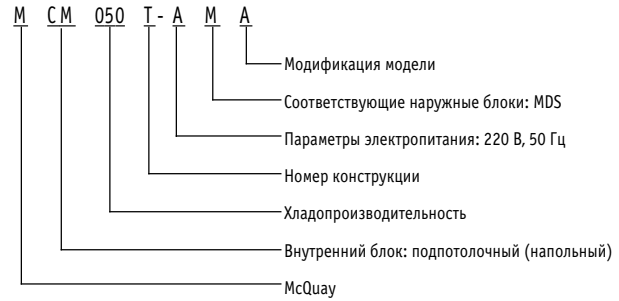 M CM 050 T - A M A
Модификация модели
Соответствующие наружные блоки: MDS
Параметры электропитания: 220 В, 50 Гц
Номер конструкции
Хладопроизводительность
Внутренний блок: подпотолочный (напольный)
McQuay